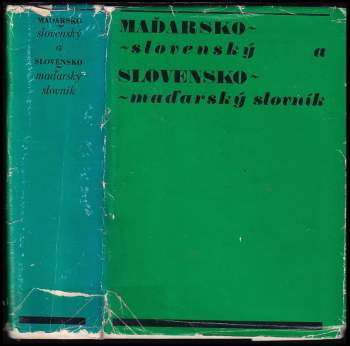 MAĎARSKO~
slovenský
a
SLOVENSKO~
maďarský
slovník
MAĎARSKO~
~slovenský a
SLOVENSKO~
~maďarský slovník